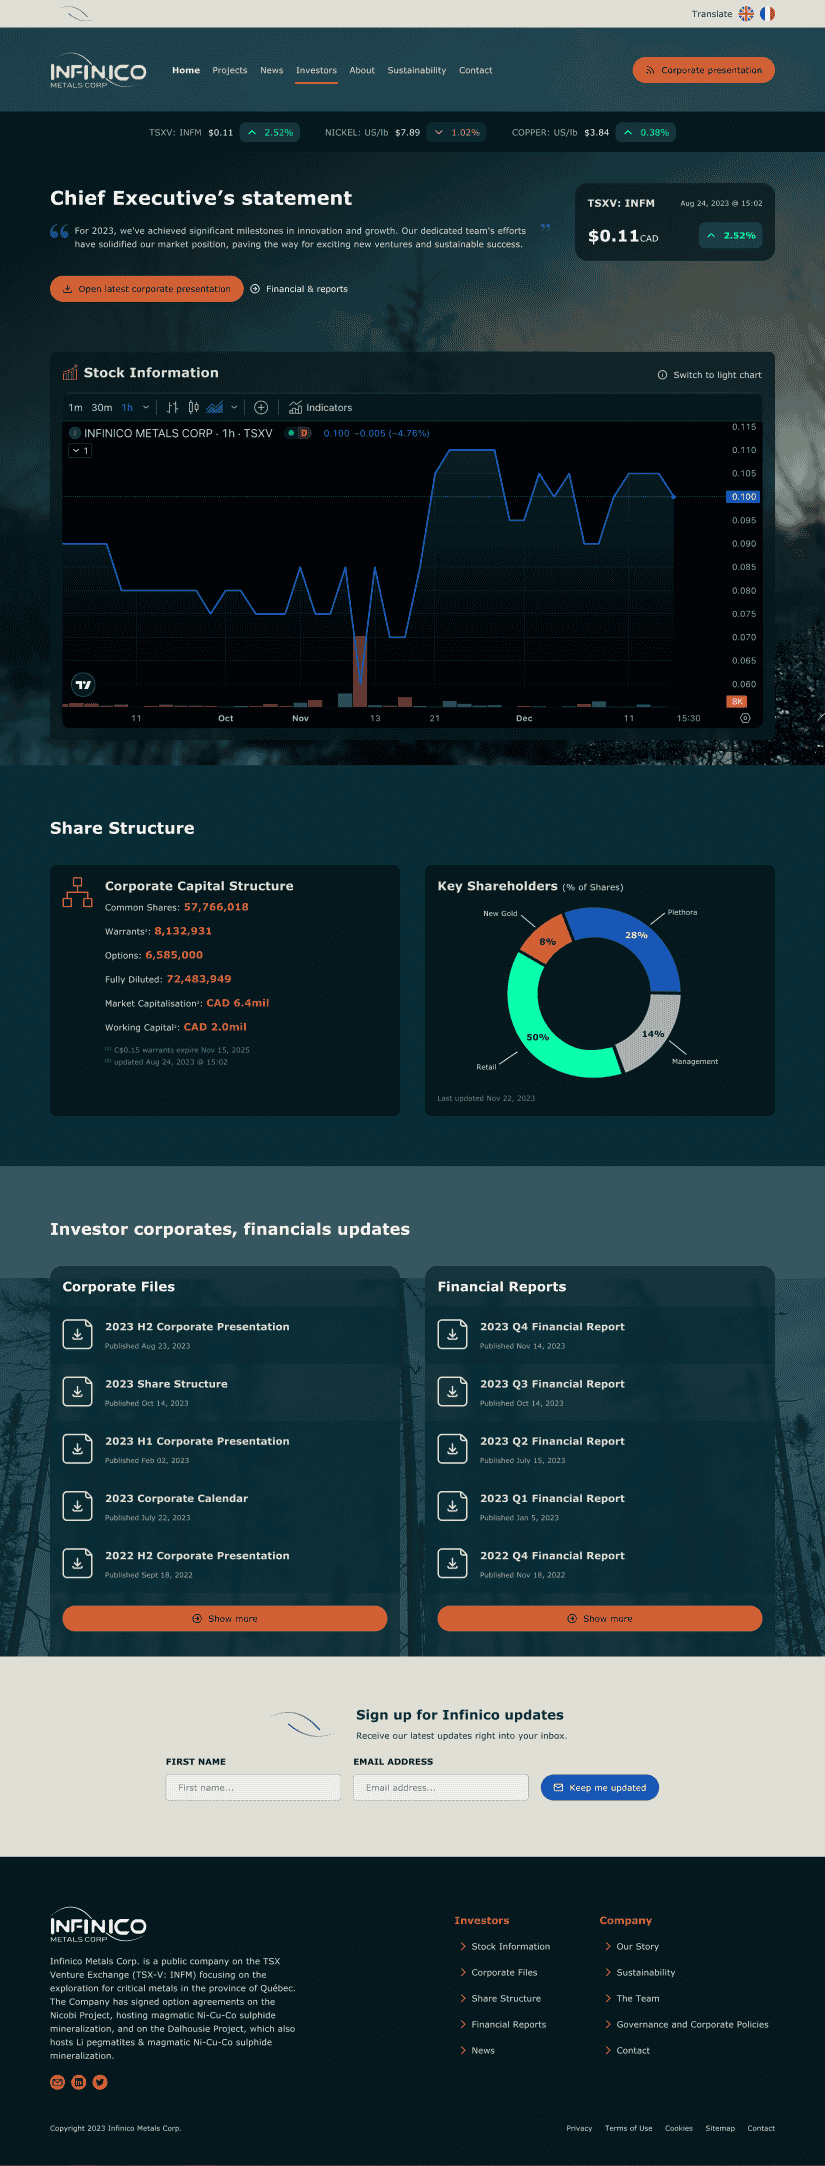 Translate
INFINICO
METALS CORP
Home Projects News Investors About Sustainability Contact
Corporate presentation
TSXV: INFM $0.11 2.52% NICKEL: US/lb $7.89 1.02% COPPER: US/lb $3.84 0.38%
Chief Executive’s statement
“ For 2023, we've achieved significant milestones in innovation and growth. Our dedicated team's efforts ”
have solidified our market position, paving the way for exciting new ventures and sustainable success.
TSXV: INFM Aug 24, 2023 @ 15:02
$0.11CAD 2.52%
Open latest corporate presentation Financial & reports
Stock Information Switch to light chart
1m 30m 1h Indicators
INFINICO METALS CORP · 1h · TSXV D 0.100 −0.005 (−4.76%)
1
0.115
0.110
0.105
0.100
0.095
0.090
0.085
0.080
0.075
0.070
0.065
0.060
8K
11 Oct Nov 13 21 Dec 11 15:30
Share Structure
Corporate Capital Structure
Common Shares: 57,766,018
Warrants¹: 8,132,931
Options: 6,585,000
Fully Diluted: 72,483,949
Market Capitalisation²: CAD 6.4mil
Working Capital²: CAD 2.0mil
(1) C$0.15 warrants expire Nov 15, 2025
(2) updated Aug 24, 2023 @ 15:02
Key Shareholders (% of Shares)
New Gold
8%
Plethora
28%
50%
Retail
14%
Management
Last updated Nov 22, 2023
Investor corporates, financials updates
Corporate Files
2023 H2 Corporate Presentation
Published Aug 23, 2023
2023 Share Structure
Published Oct 14, 2023
2023 H1 Corporate Presentation
Published Feb 02, 2023
2023 Corporate Calendar
Published July 22, 2023
2022 H2 Corporate Presentation
Published Sept 18, 2022
Show more
Financial Reports
2023 Q4 Financial Report
Published Nov 14, 2023
2023 Q3 Financial Report
Published Oct 14, 2023
2023 Q2 Financial Report
Published July 15, 2023
2023 Q1 Financial Report
Published Jan 5, 2023
2022 Q4 Financial Report
Published Nov 18, 2022
Show more
Sign up for Infinico updates
Receive our latest updates right into your inbox.
FIRST NAME EMAIL ADDRESS
First name... Email address... Keep me updated
INFINICO
METALS CORP
Infinico Metals Corp. is a public company on the TSX
Venture Exchange (TSX-V: INFM) focusing on the
exploration for critical metals in the province of Québec.
The Company has signed option agreements on the
Nicobi Project, hosting magmatic Ni-Cu-Co sulphide
mineralization, and on the Dalhousie Project, which also
hosts Li pegmatites & magmatic Ni-Cu-Co sulphide
mineralization.
Investors
Stock Information
Corporate Files
Share Structure
Financial Reports
News
Company
Our Story
Sustainability
The Team
Governance and Corporate Policies
Contact
Copyright 2023 Infinico Metals Corp.
Privacy Terms of Use Cookies Sitemap Contact